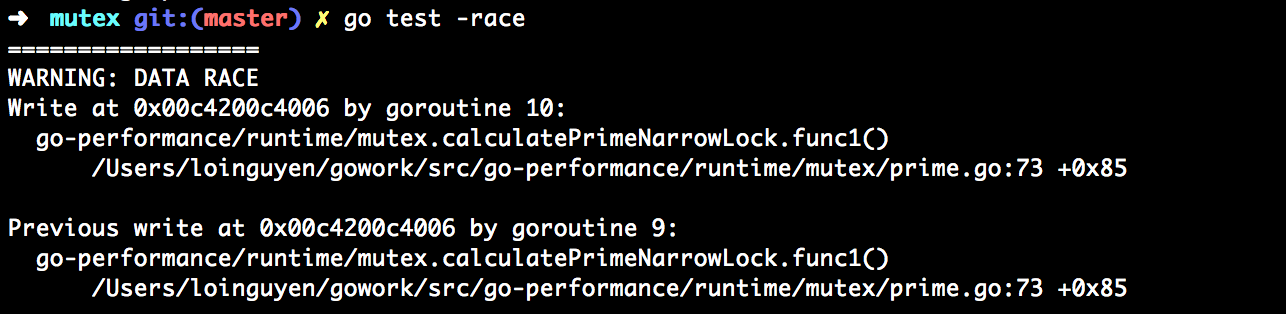 ➜  mutex git:(master) ✗ go test -race
==================
WARNING: DATA RACE
Write at 0x00c4200c4006 by goroutine 10:
  go-performance/runtime/mutex.calculatePrimeNarrowLock.func1()
      /Users/loinguyen/gowork/src/go-performance/runtime/mutex/prime.go:73 +0x85

Previous write at 0x00c4200c4006 by goroutine 9:
  go-performance/runtime/mutex.calculatePrimeNarrowLock.func1()
      /Users/loinguyen/gowork/src/go-performance/runtime/mutex/prime.go:73 +0x85